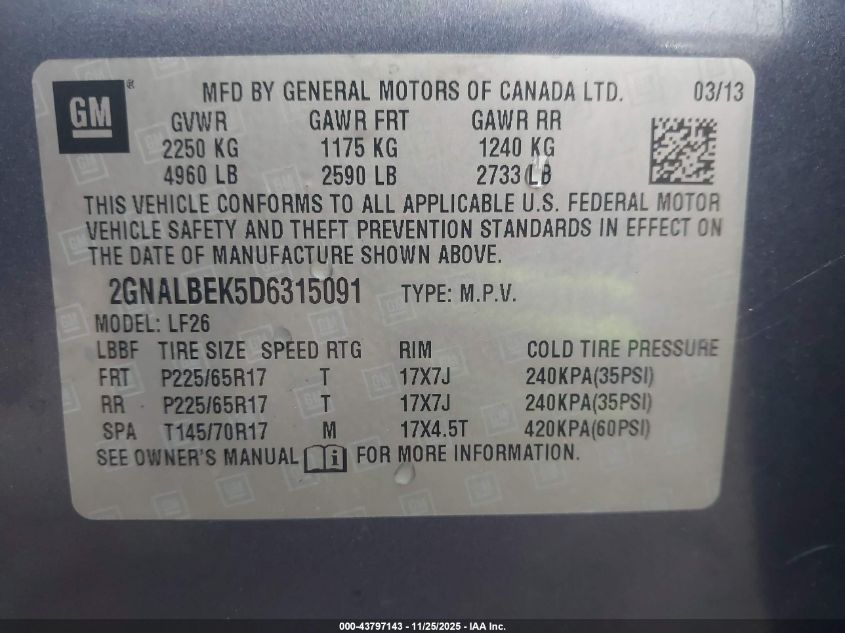 GM®
MFD BY GENERAL MOTORS OF CANADA LTD. 03/13
GVWR GAWR FRT GAWR RR
2250 KG 1175 KG 1240 KG
4960 LB 2590 LB 2733 LB
THIS VEHICLE CONFORMS TO ALL APPLICABLE U.S. FEDERAL MOTOR
VEHICLE SAFETY AND THEFT PREVENTION STANDARDS IN EFFECT ON
THE DATE OF MANUFACTURE SHOWN ABOVE.
2GNALBEK5D6315091 TYPE: M.P.V.
MODEL: LF26
LBBF TIRE SIZE SPEED RTG RIM COLD TIRE PRESSURE
FRT P225/65R17 T 17X7J 240KPA(35PSI)
RR P225/65R17 T 17X7J 240KPA(35PSI)
SPA T145/70R17 M 17X4.5T 420KPA(60PSI)
SEE OWNER'S MANUAL i FOR MORE INFORMATION.
000-43797143 - 11/25/2025 - IAA Inc.